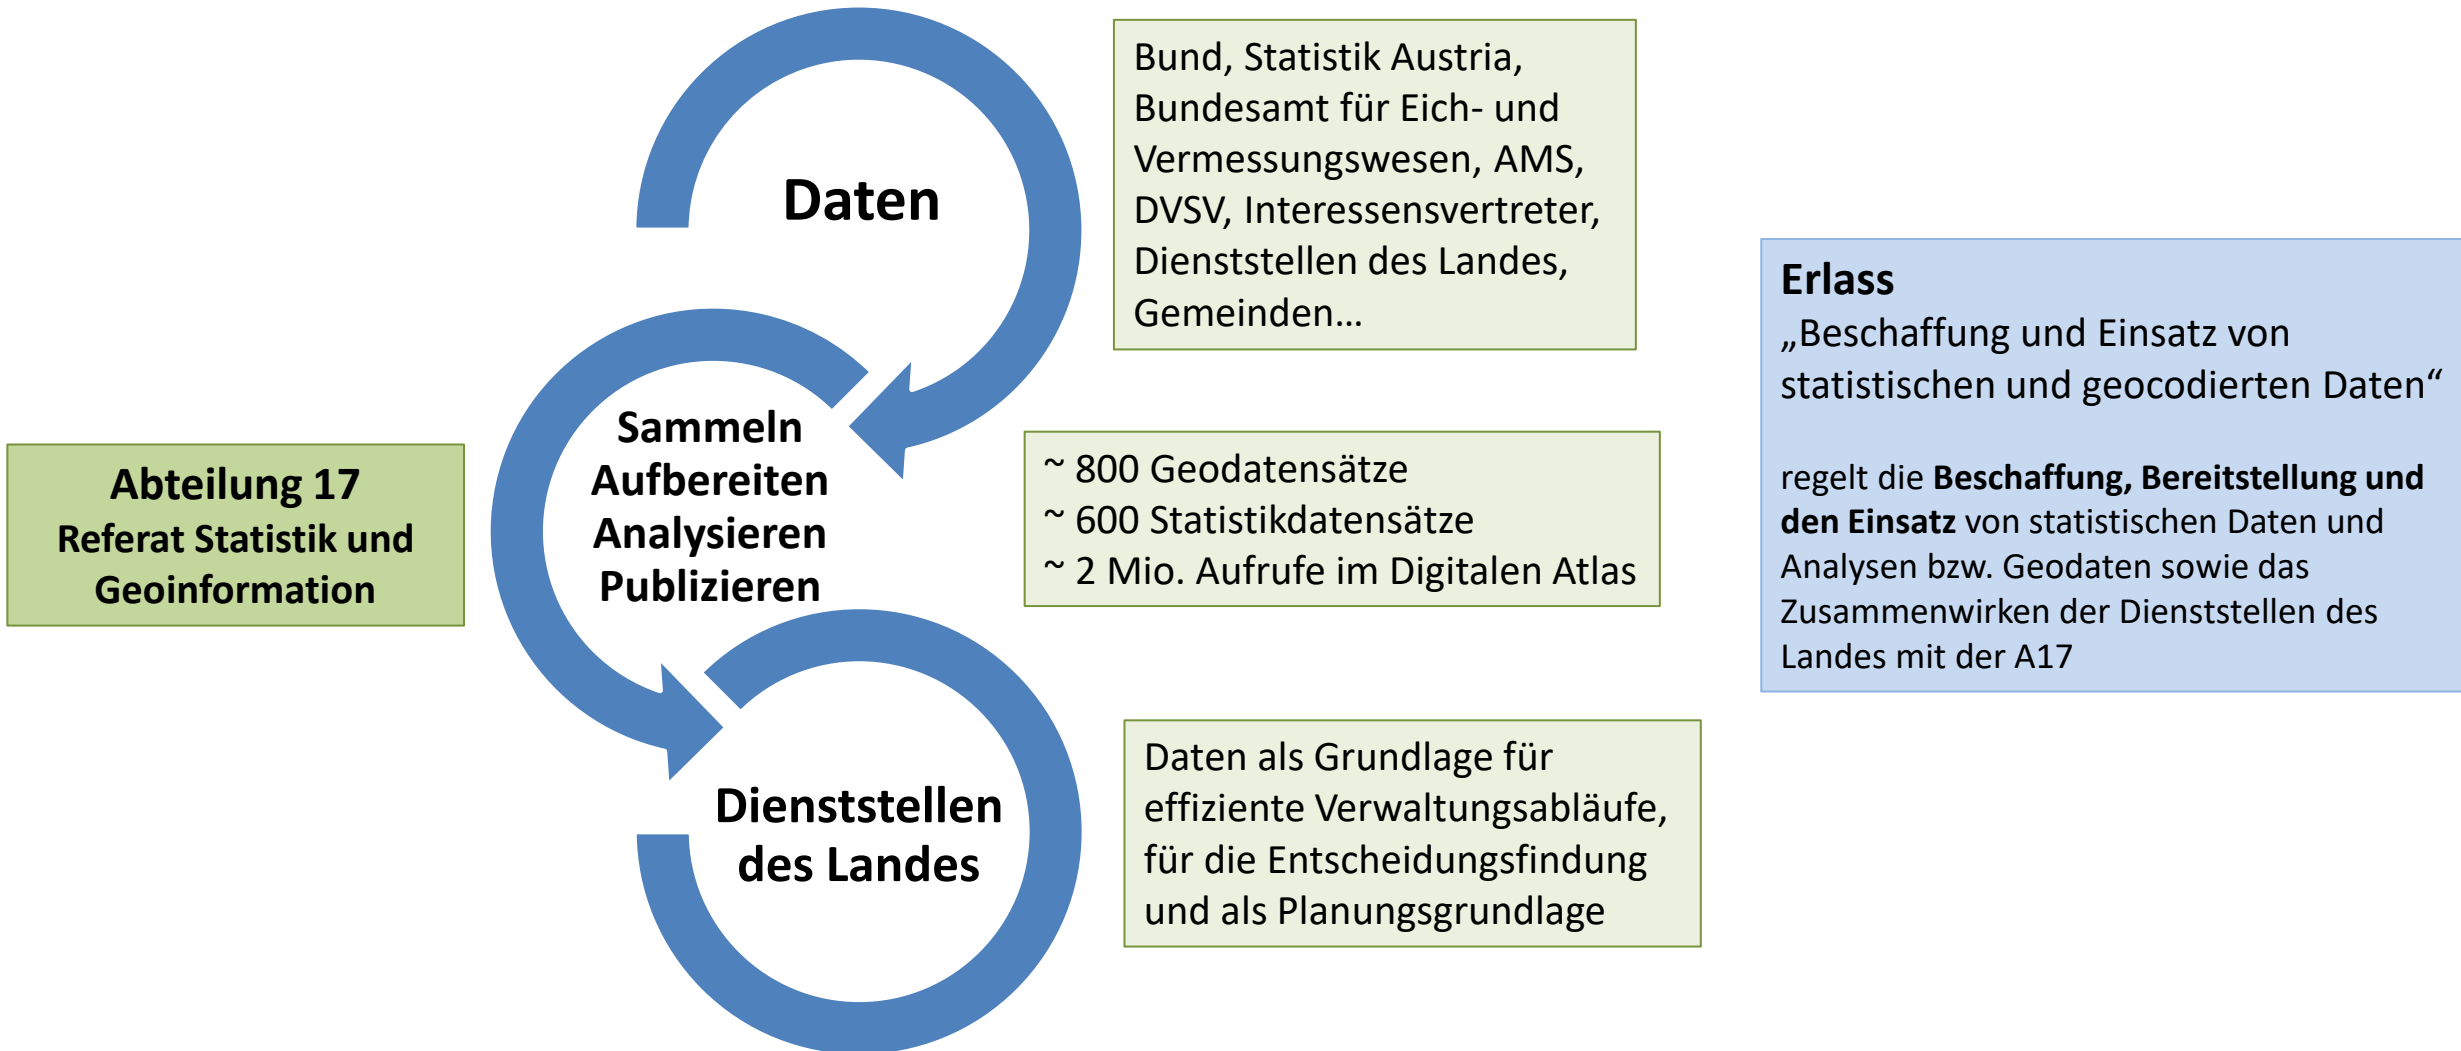 Daten
Bund, Statistik Austria,
Bundesamt für Eich- und
Vermessungswesen, AMS,
DVSV, Interessensvertreter,
Dienststellen des Landes,
Gemeinden…
Abteilung 17
Referat Statistik und
Geoinformation
Sammeln
Aufbereiten
Analysieren
Publizieren
~ 800 Geodatensätze
~ 600 Statistikdatensätze
~ 2 Mio. Aufrufe im Digitalen Atlas
Dienststellen
des Landes
Daten als Grundlage für
effiziente Verwaltungsabläufe,
für die Entscheidungsfindung
und als Planungsgrundlage
Erlass
„Beschaffung und Einsatz von
statistischen und geocodierten Daten“
regelt die Beschaffung, Bereitstellung und
den Einsatz von statistischen Daten und
Analysen bzw. Geodaten sowie das
Zusammenwirken der Dienststellen des
Landes mit der A17